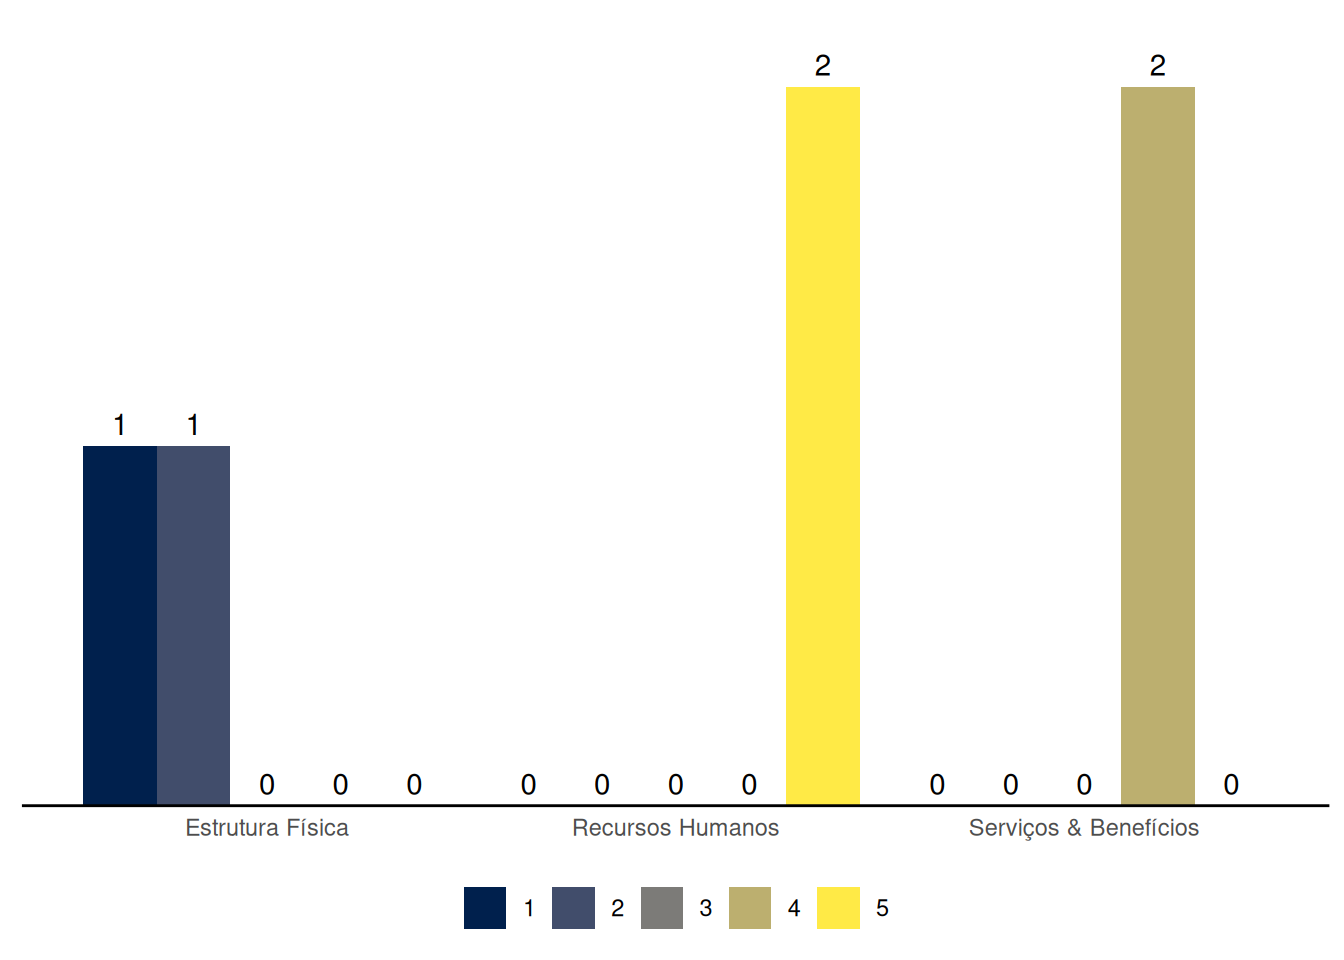 2 2
1 1
0 0 0 0 0 0 0 0 0 0 0
Estrutura Física Recursos Humanos Serviços & Benefícios
1 2 3 4 5